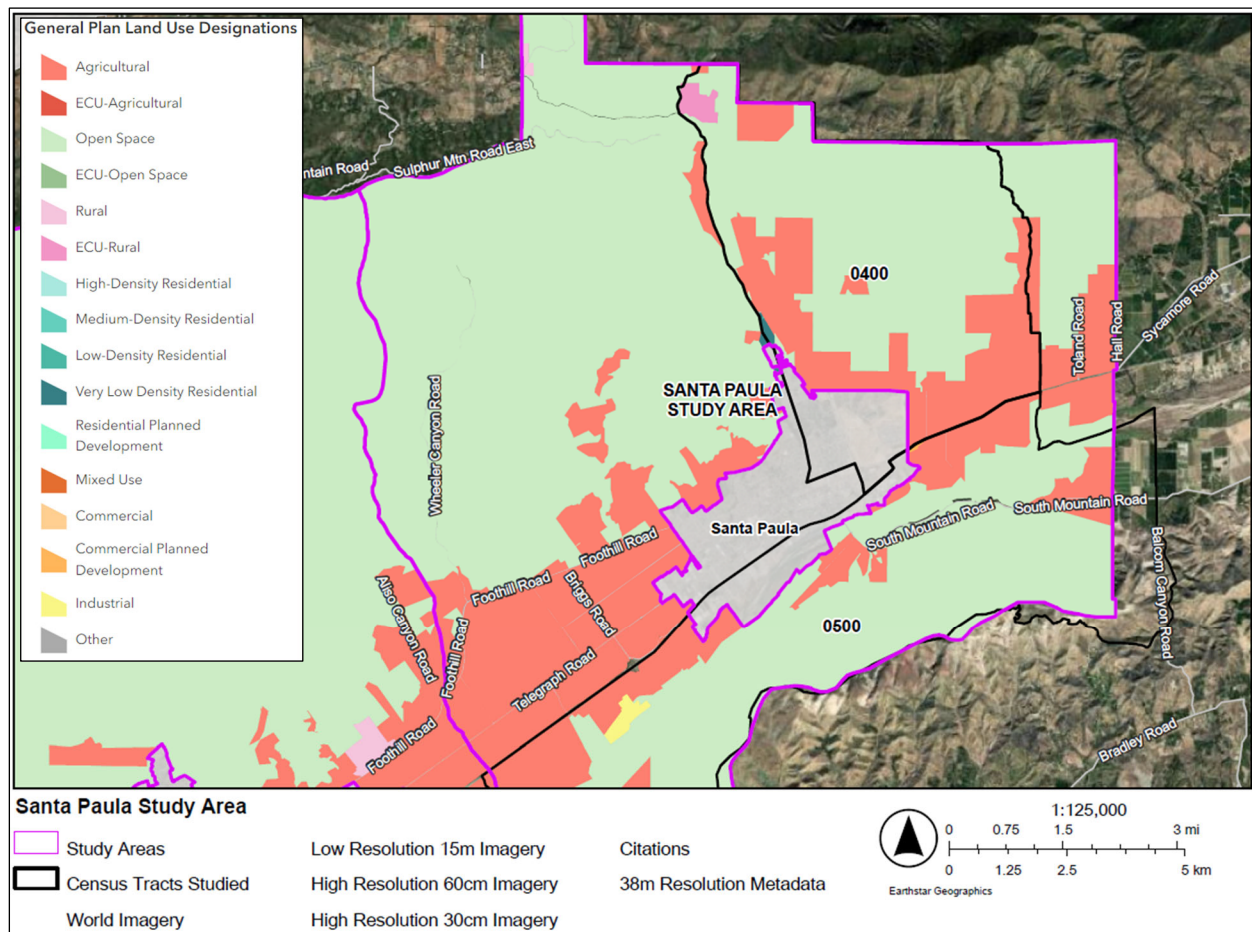 General Plan Land Use Designations
Agricultural
ECU-Agricultural
Open Space
ECU-Open Space
Rural
ECU-Rural
High-Density Residential
Medium-Density Residential
Low-Density Residential
Very Low Density Residential
Residential Planned
Development
Mixed Use
Commercial
Commercial Planned
Development
Industrial
Other
ntain Road
Sulphur Mtn Road East
0400
Sycamore Road
Toland Road
Hall Road
SANTA PAULA
STUDY AREA
Wheeler Canyon Road
Santa Paula
South Mountain Road
South Mountain Road
Foothill Road
Foothill Road
Briggs Road
Aliso Canyon Road
Foothill Road
0500
Balcom Canyon Road
Telegraph Road
Foothill Road
Bradley Road
Santa Paula Study Area
Study Areas
Census Tracts Studied
World Imagery
Low Resolution 15m Imagery
High Resolution 60cm Imagery
High Resolution 30cm Imagery
Citations
38m Resolution Metadata
Earthstar Geographics
1:125,000
0 0.75 1.5 3 mi
0 1.25 2.5 5 km